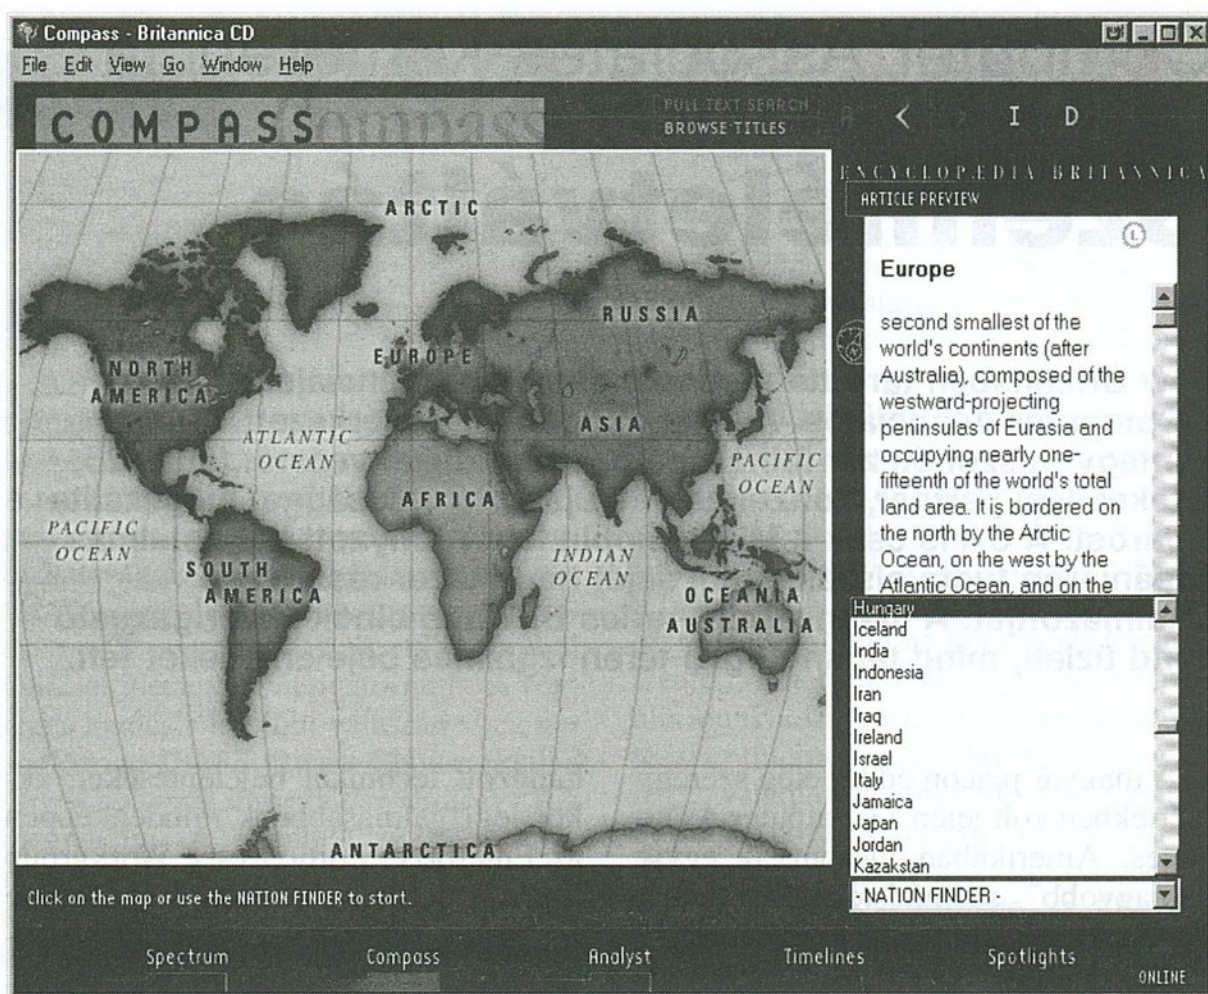 Compass - Britannica CD
File Edit View Go Window Help
COMPASS
FULL TEXT SEARCH
BROWSE TITLES
A < > I D
ENCYCLOPÆDIA BRITANNICA
ARTICLE PREVIEW
L
Europe
second smallest of the
world's continents (after
Australia), composed of the
westward-projecting
peninsulas of Eurasia and
occupying nearly one-
fifteenth of the world's total
land area. It is bordered on
the north by the Arctic
Ocean, on the west by the
Atlantic Ocean, and on the
ARCTIC
RUSSIA
EUROPE
NORTH
AMERICA
ASIA
ATLANTIC
OCEAN
PACIFIC
OCEAN
AFRICA
PACIFIC
OCEAN
INDIAN
OCEAN
SOUTH
AMERICA
OCEANIA
AUSTRALIA
ANTARCTICA
Hungary
Iceland
India
Indonesia
Iran
Iraq
Ireland
Israel
Italy
Jamaica
Japan
Jordan
Kazakstan
- NATION FINDER -
Click on the map or use the NATION FINDER to start.
Spectrum Compass Analyst Timelines Spotlights
ONLINE